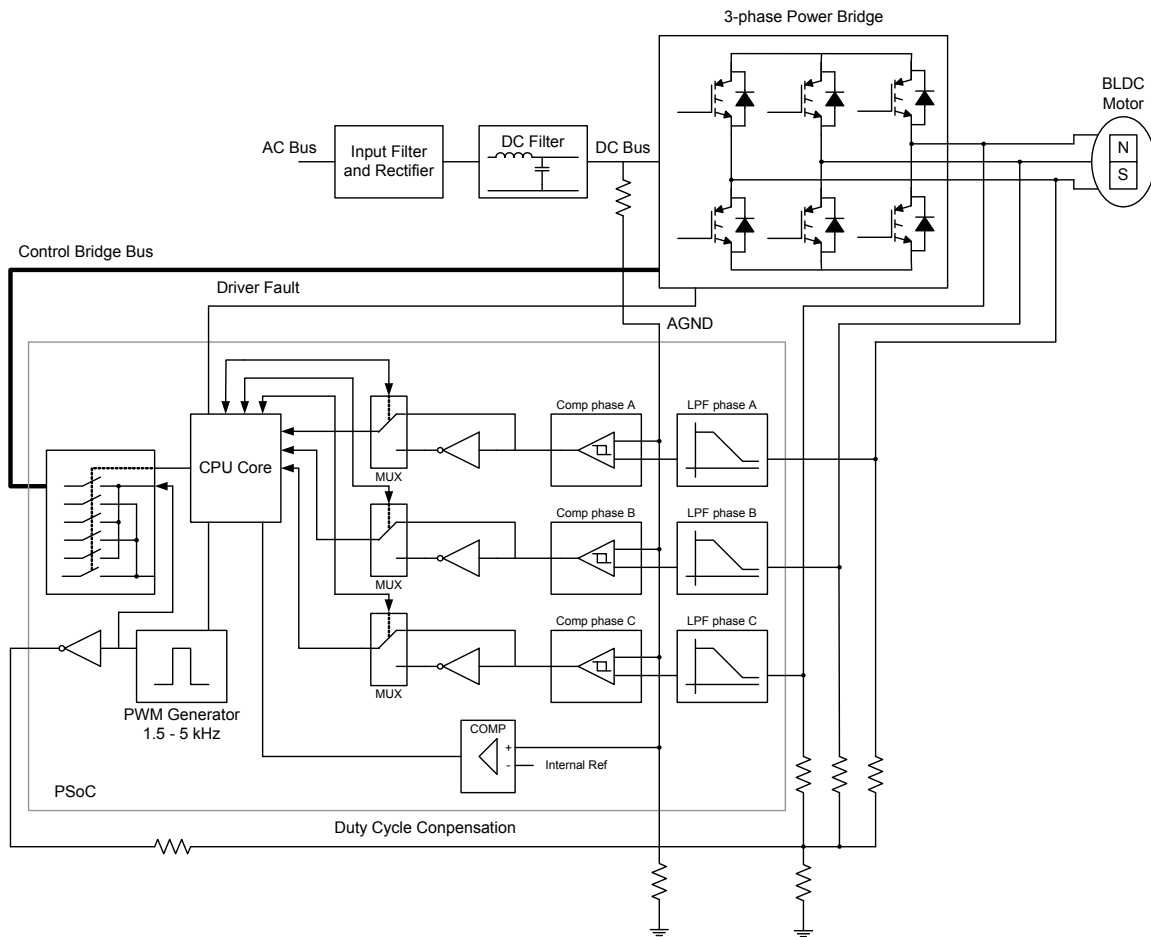 3-phase Power Bridge
BLDC
Motor
N
S
AC Bus
Input Filter
and Rectifier
DC Filter
DC Bus
Control Bridge Bus
Driver Fault
AGND
CPU Core
MUX
Comp phase A
LPF phase A
MUX
Comp phase B
LPF phase B
MUX
Comp phase C
LPF phase C
PWM Generator
1.5 - 5 kHz
COMP
+
-
Internal Ref
PSoC
Duty Cycle Conpensation